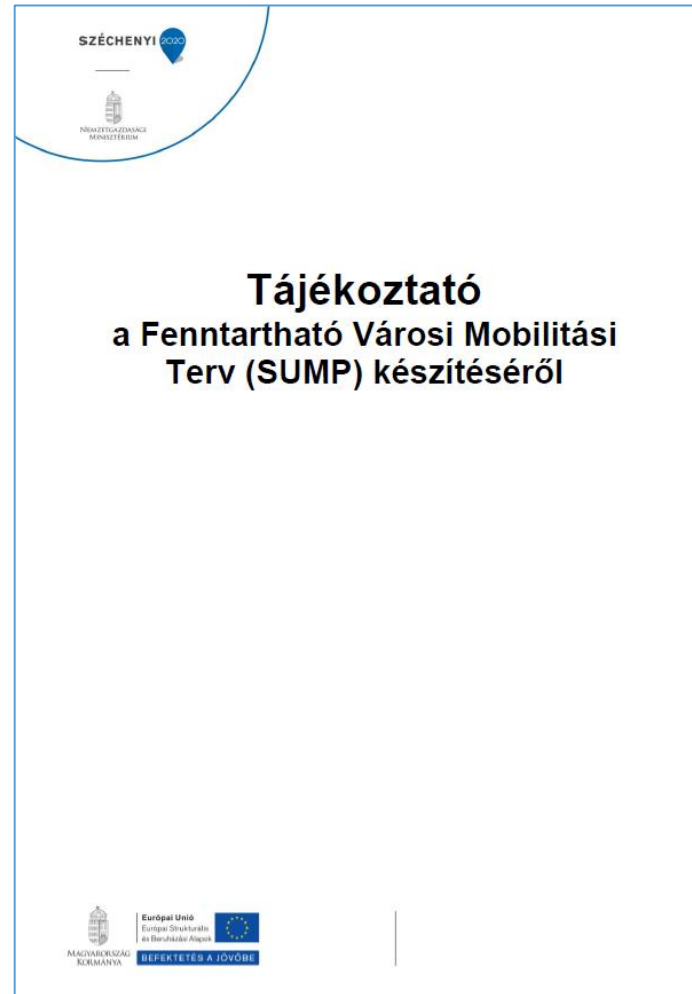 SZÉCHENYI 2020
NEMZETGAZDASÁGI
MINISZTÉRIUM
Tájékoztató
a Fenntartható Városi Mobilitási
Terv (SUMP) készítéséről
Európai Unió
Európai Strukturális
és Beruházási Alapok
MAGYARORSZÁG
KORMÁNYA
BEFEKTETÉS A JÖVŐBE